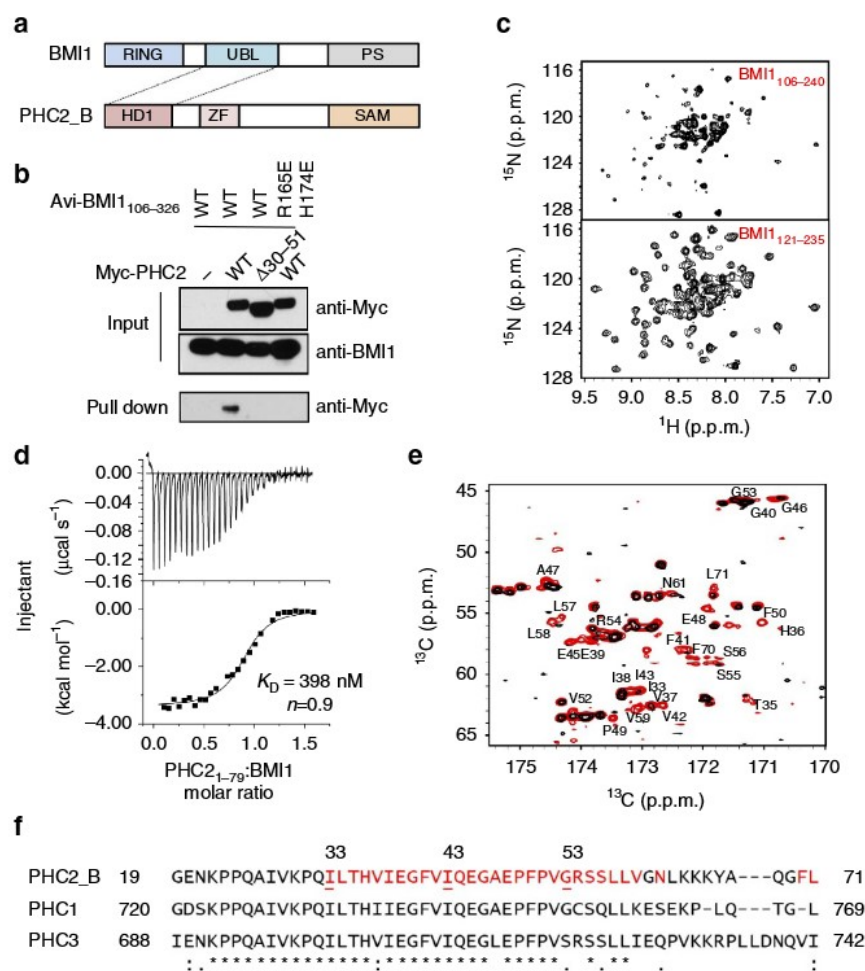 a
BMI1 RING UBL PS
PHC2_B HD1 ZF SAM
b
Avi-BMI1106–326 WT WT WT R165E H174E
Myc-PHC2 – WT Δ30–51 WT
Input anti-Myc
anti-BMI1
Pull down anti-Myc
c
BMI1106–240
116
120
124
128
15N (p.p.m.)
BMI1121–235
116
120
124
128
15N (p.p.m.)
9.0 8.5 8.0 7.5 7.0
1H (p.p.m.)
d
0.00
–0.04
–0.08
–0.12
–0.16
(µcal s–1)
Injectant
0.00
–2.00
–4.00
(kcal mol–1)
KD = 398 nM
n=0.9
0.0 0.5 1.0 1.5
PHC21–79:BMI1
molar ratio
e
45
50
55
60
65
13C (p.p.m.)
G53
G40
G46
A47
N61
L71
L57
L58
R54
E48
F50
H36
E45
E39
F41
F70
S56
S55
I38
I43
I33
V52
V37
V59
V42
P49
T35
175 174 173 172 171 170
13C (p.p.m.)
f
33 43 53
PHC2_B 19 GENKPPQAIVKPQILTHVIEGFVIQEGAEPFPVGRSSLLVGNLKKKYA---QGFL 71
PHC1 720 GDSKPPQAIVKPQILTHIIEGFVIQEGAEPFPVGCSQLLKESEKP-LQ---TG-L 769
PHC3 688 IENKPPQAIVKPQILTHVIEGFVIQEGLEPFPVSRSSLLIEQPVKKRPLLDNQVI 742
:. ************* : ********* ***** . *. ** . :